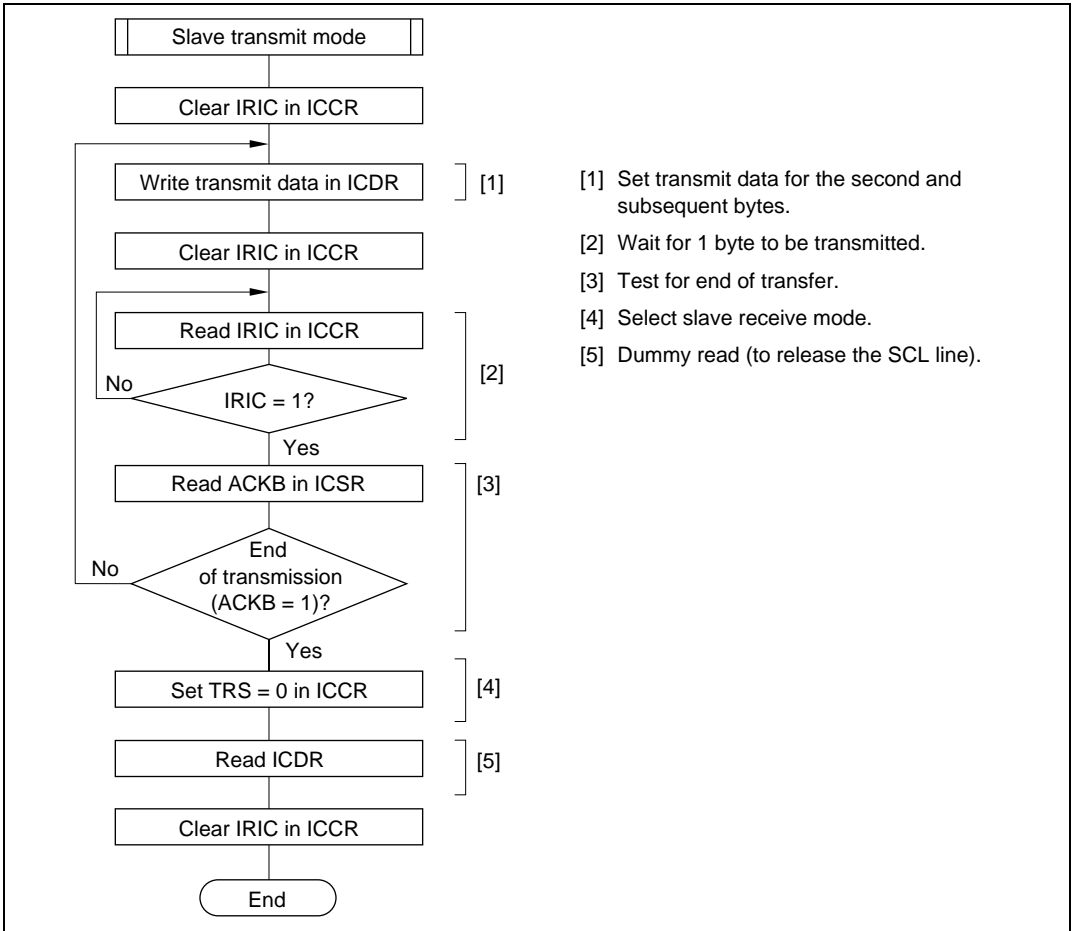 Slave transmit mode
Clear IRIC in ICCR
Write transmit data in ICDR
[1]
Clear IRIC in ICCR
Read IRIC in ICCR
[2]
No
IRIC = 1?
Yes
Read ACKB in ICSR
[3]
No
End
of transmission
(ACKB = 1)?
Yes
Set TRS = 0 in ICCR
[4]
Read ICDR
[5]
Clear IRIC in ICCR
End
[1] Set transmit data for the second and
subsequent bytes.
[2] Wait for 1 byte to be transmitted.
[3] Test for end of transfer.
[4] Select slave receive mode.
[5] Dummy read (to release the SCL line).